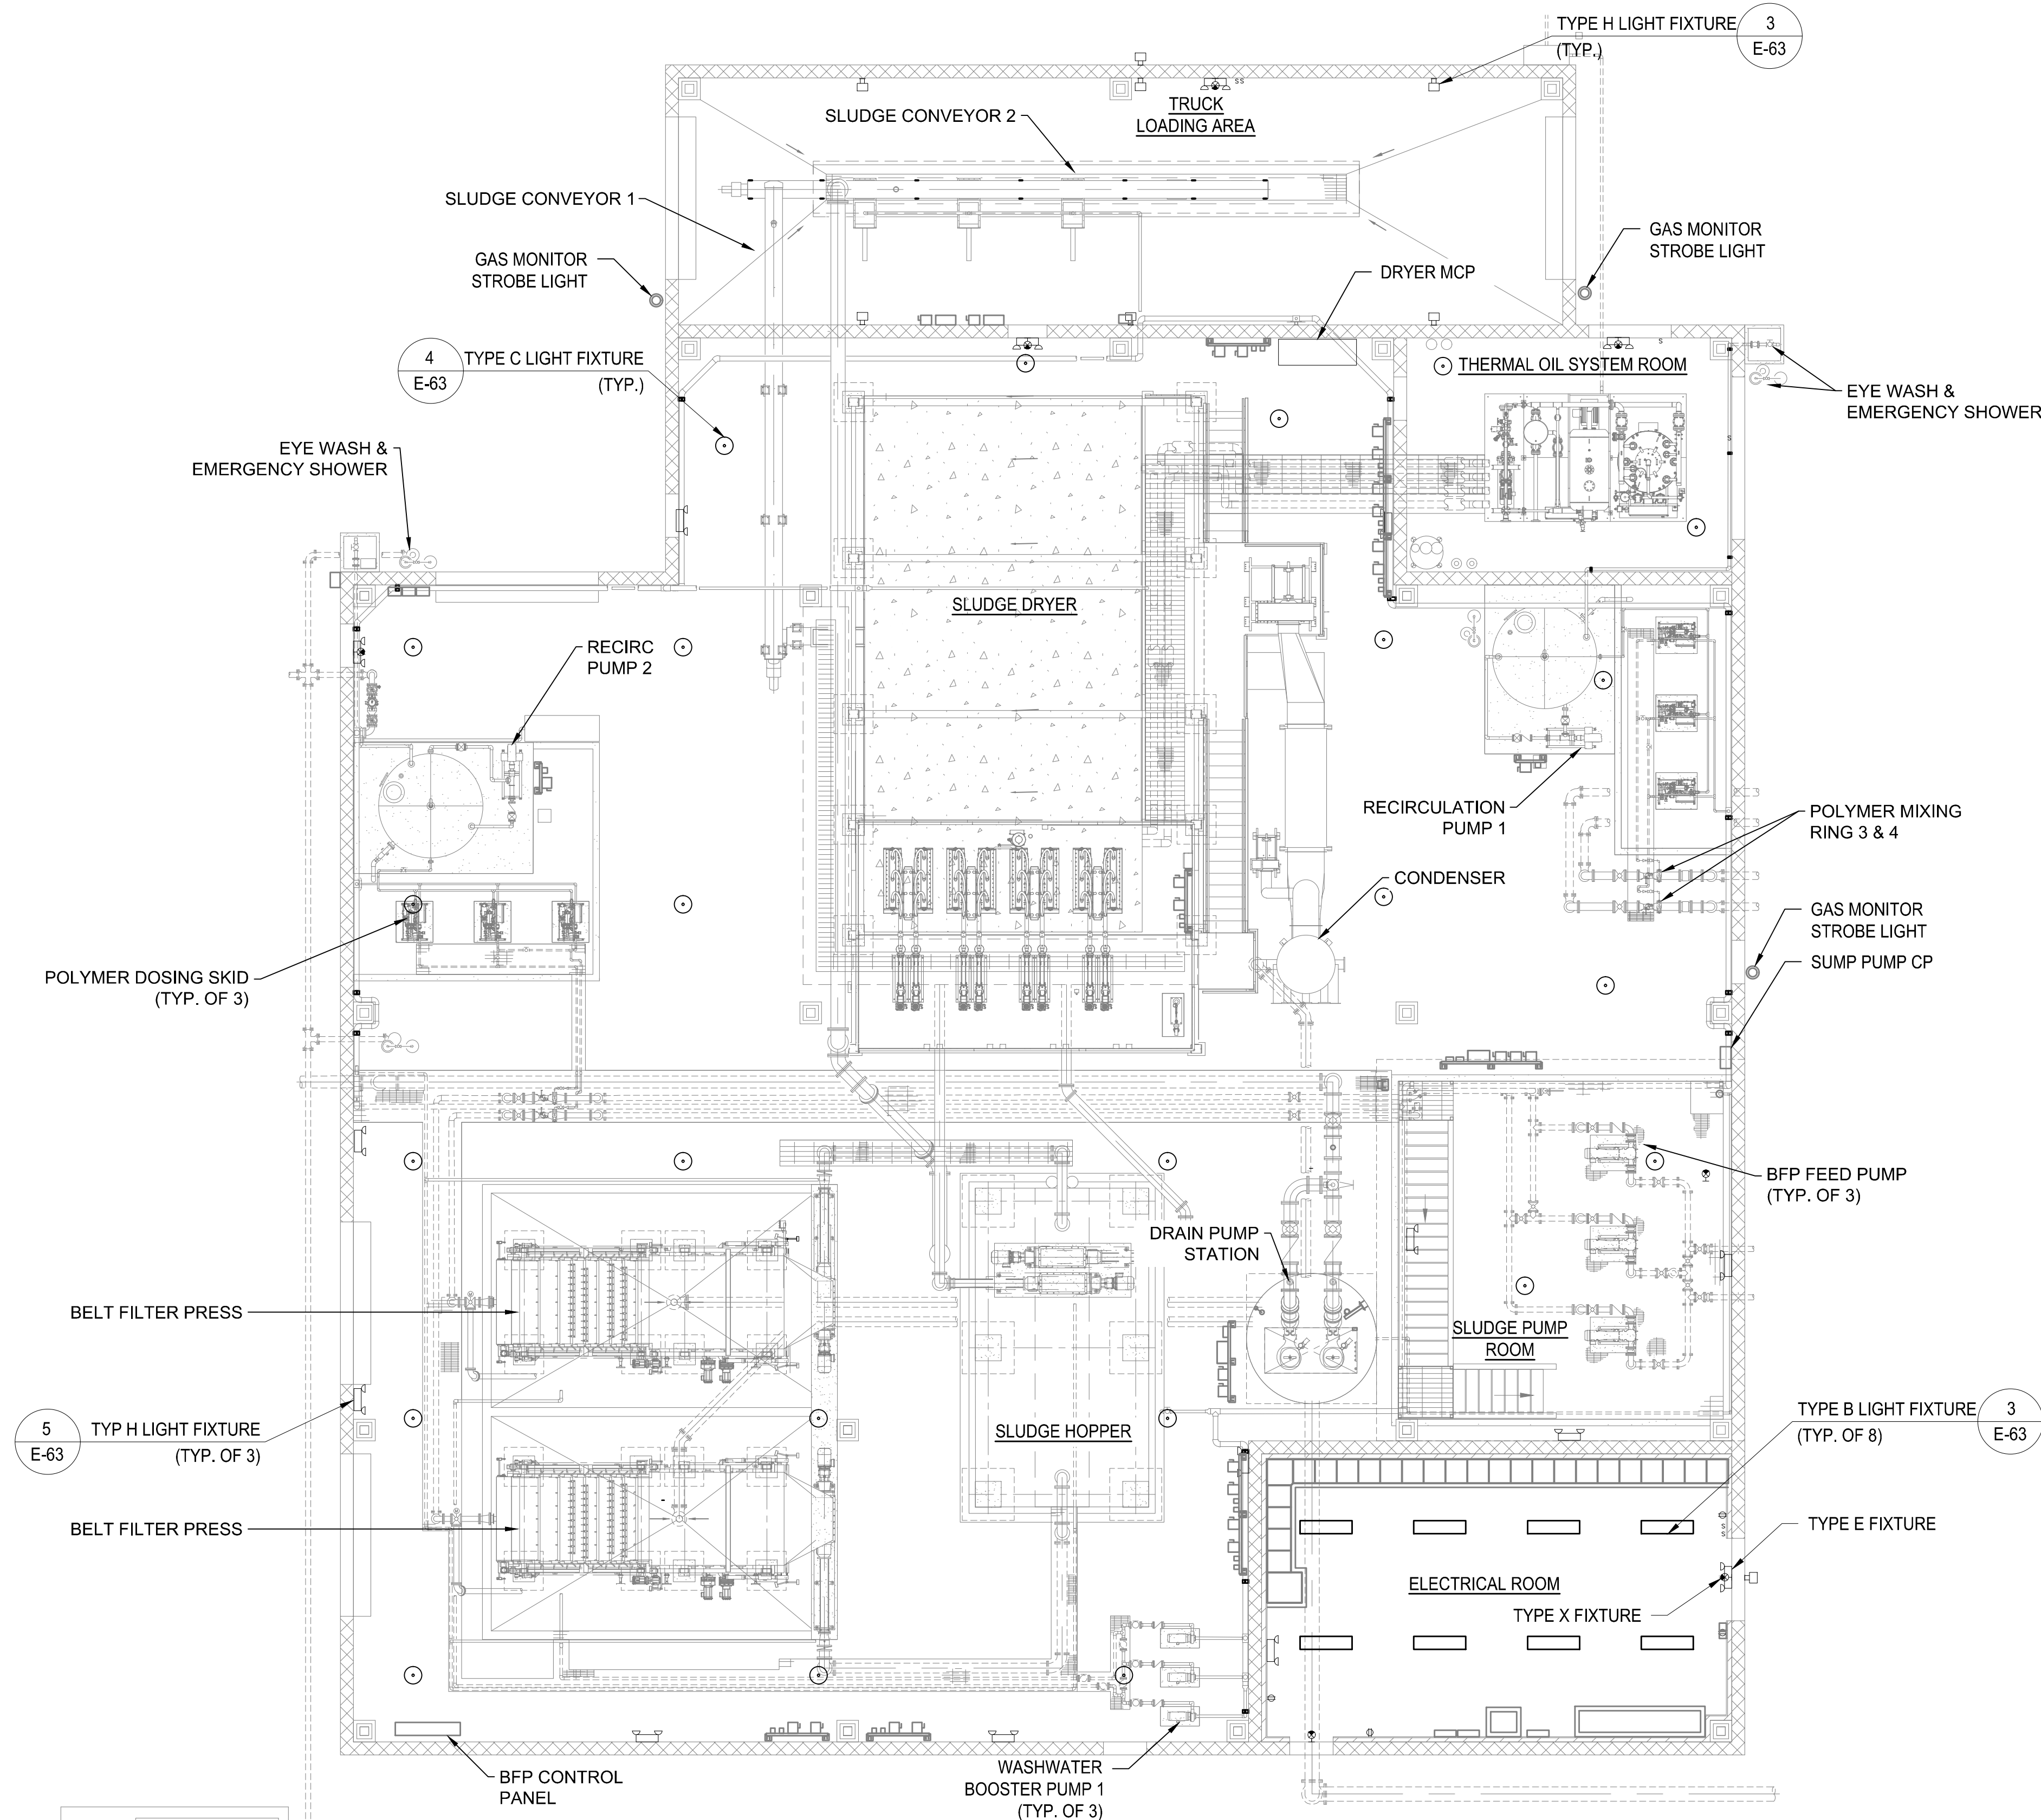 TYPE H LIGHT FIXTURE
(TYP.)
3
E-63
SS
TRUCK
LOADING AREA
SLUDGE CONVEYOR 2
SLUDGE CONVEYOR 1
GAS MONITOR
STROBE LIGHT
GAS MONITOR
STROBE LIGHT
DRYER MCP
4
E-63
TYPE C LIGHT FIXTURE
(TYP.)
S
THERMAL OIL SYSTEM ROOM
EYE WASH &
EMERGENCY SHOWER
S
EYE WASH &
EMERGENCY SHOWER
SLUDGE DRYER
RECIRC
PUMP 2
RECIRCULATION
PUMP 1
POLYMER MIXING
RING 3 & 4
CONDENSER
GAS MONITOR
STROBE LIGHT
SUMP PUMP CP
POLYMER DOSING SKID
(TYP. OF 3)
BFP FEED PUMP
(TYP. OF 3)
DRAIN PUMP
STATION
BELT FILTER PRESS
SLUDGE PUMP
ROOM
5
E-63
TYP H LIGHT FIXTURE
(TYP. OF 3)
SLUDGE HOPPER
TYPE B LIGHT FIXTURE
(TYP. OF 8)
3
E-63
BELT FILTER PRESS
S
S
TYPE E FIXTURE
ELECTRICAL ROOM
TYPE X FIXTURE
BFP CONTROL
PANEL
WASHWATER
BOOSTER PUMP 1
(TYP. OF 3)